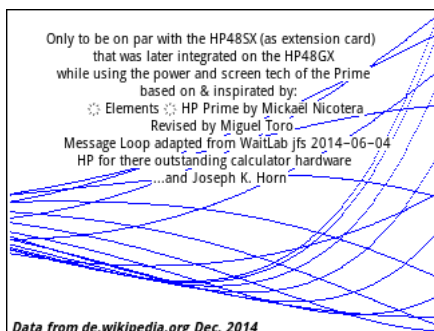 Only to be on par with the HP48SX (as extension card)
that was later integrated on the HP48GX
while using the power and screen tech of the Prime
based on & inspirated by:
҉ Elements ҉ HP Prime by Mickaël Nicotera
Revised by Miguel Toro
Message Loop adapted from WaitLab jfs 2014-06-04
HP for there outstanding calculator hardware
...and Joseph K. Horn
Data from de.wikipedia.org Dec. 2014